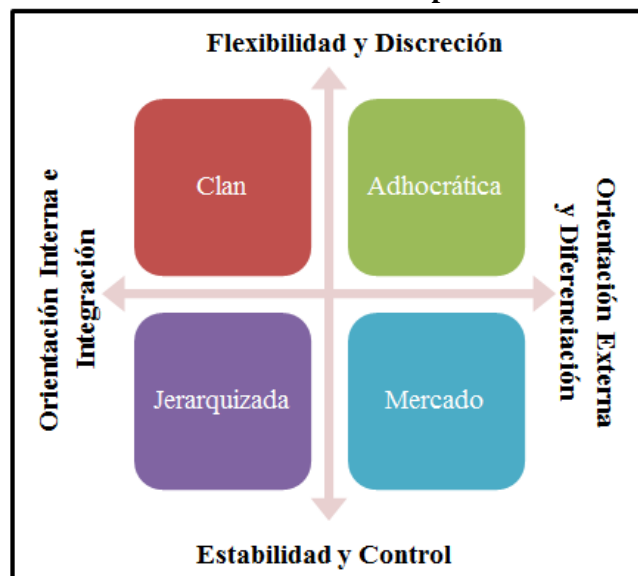 Flexibilidad y Discreción
Clan
Adhocrática
Orientación Interna e
Integración
Orientación Externa
y Diferenciación
Jerarquizada
Mercado
Estabilidad y Control